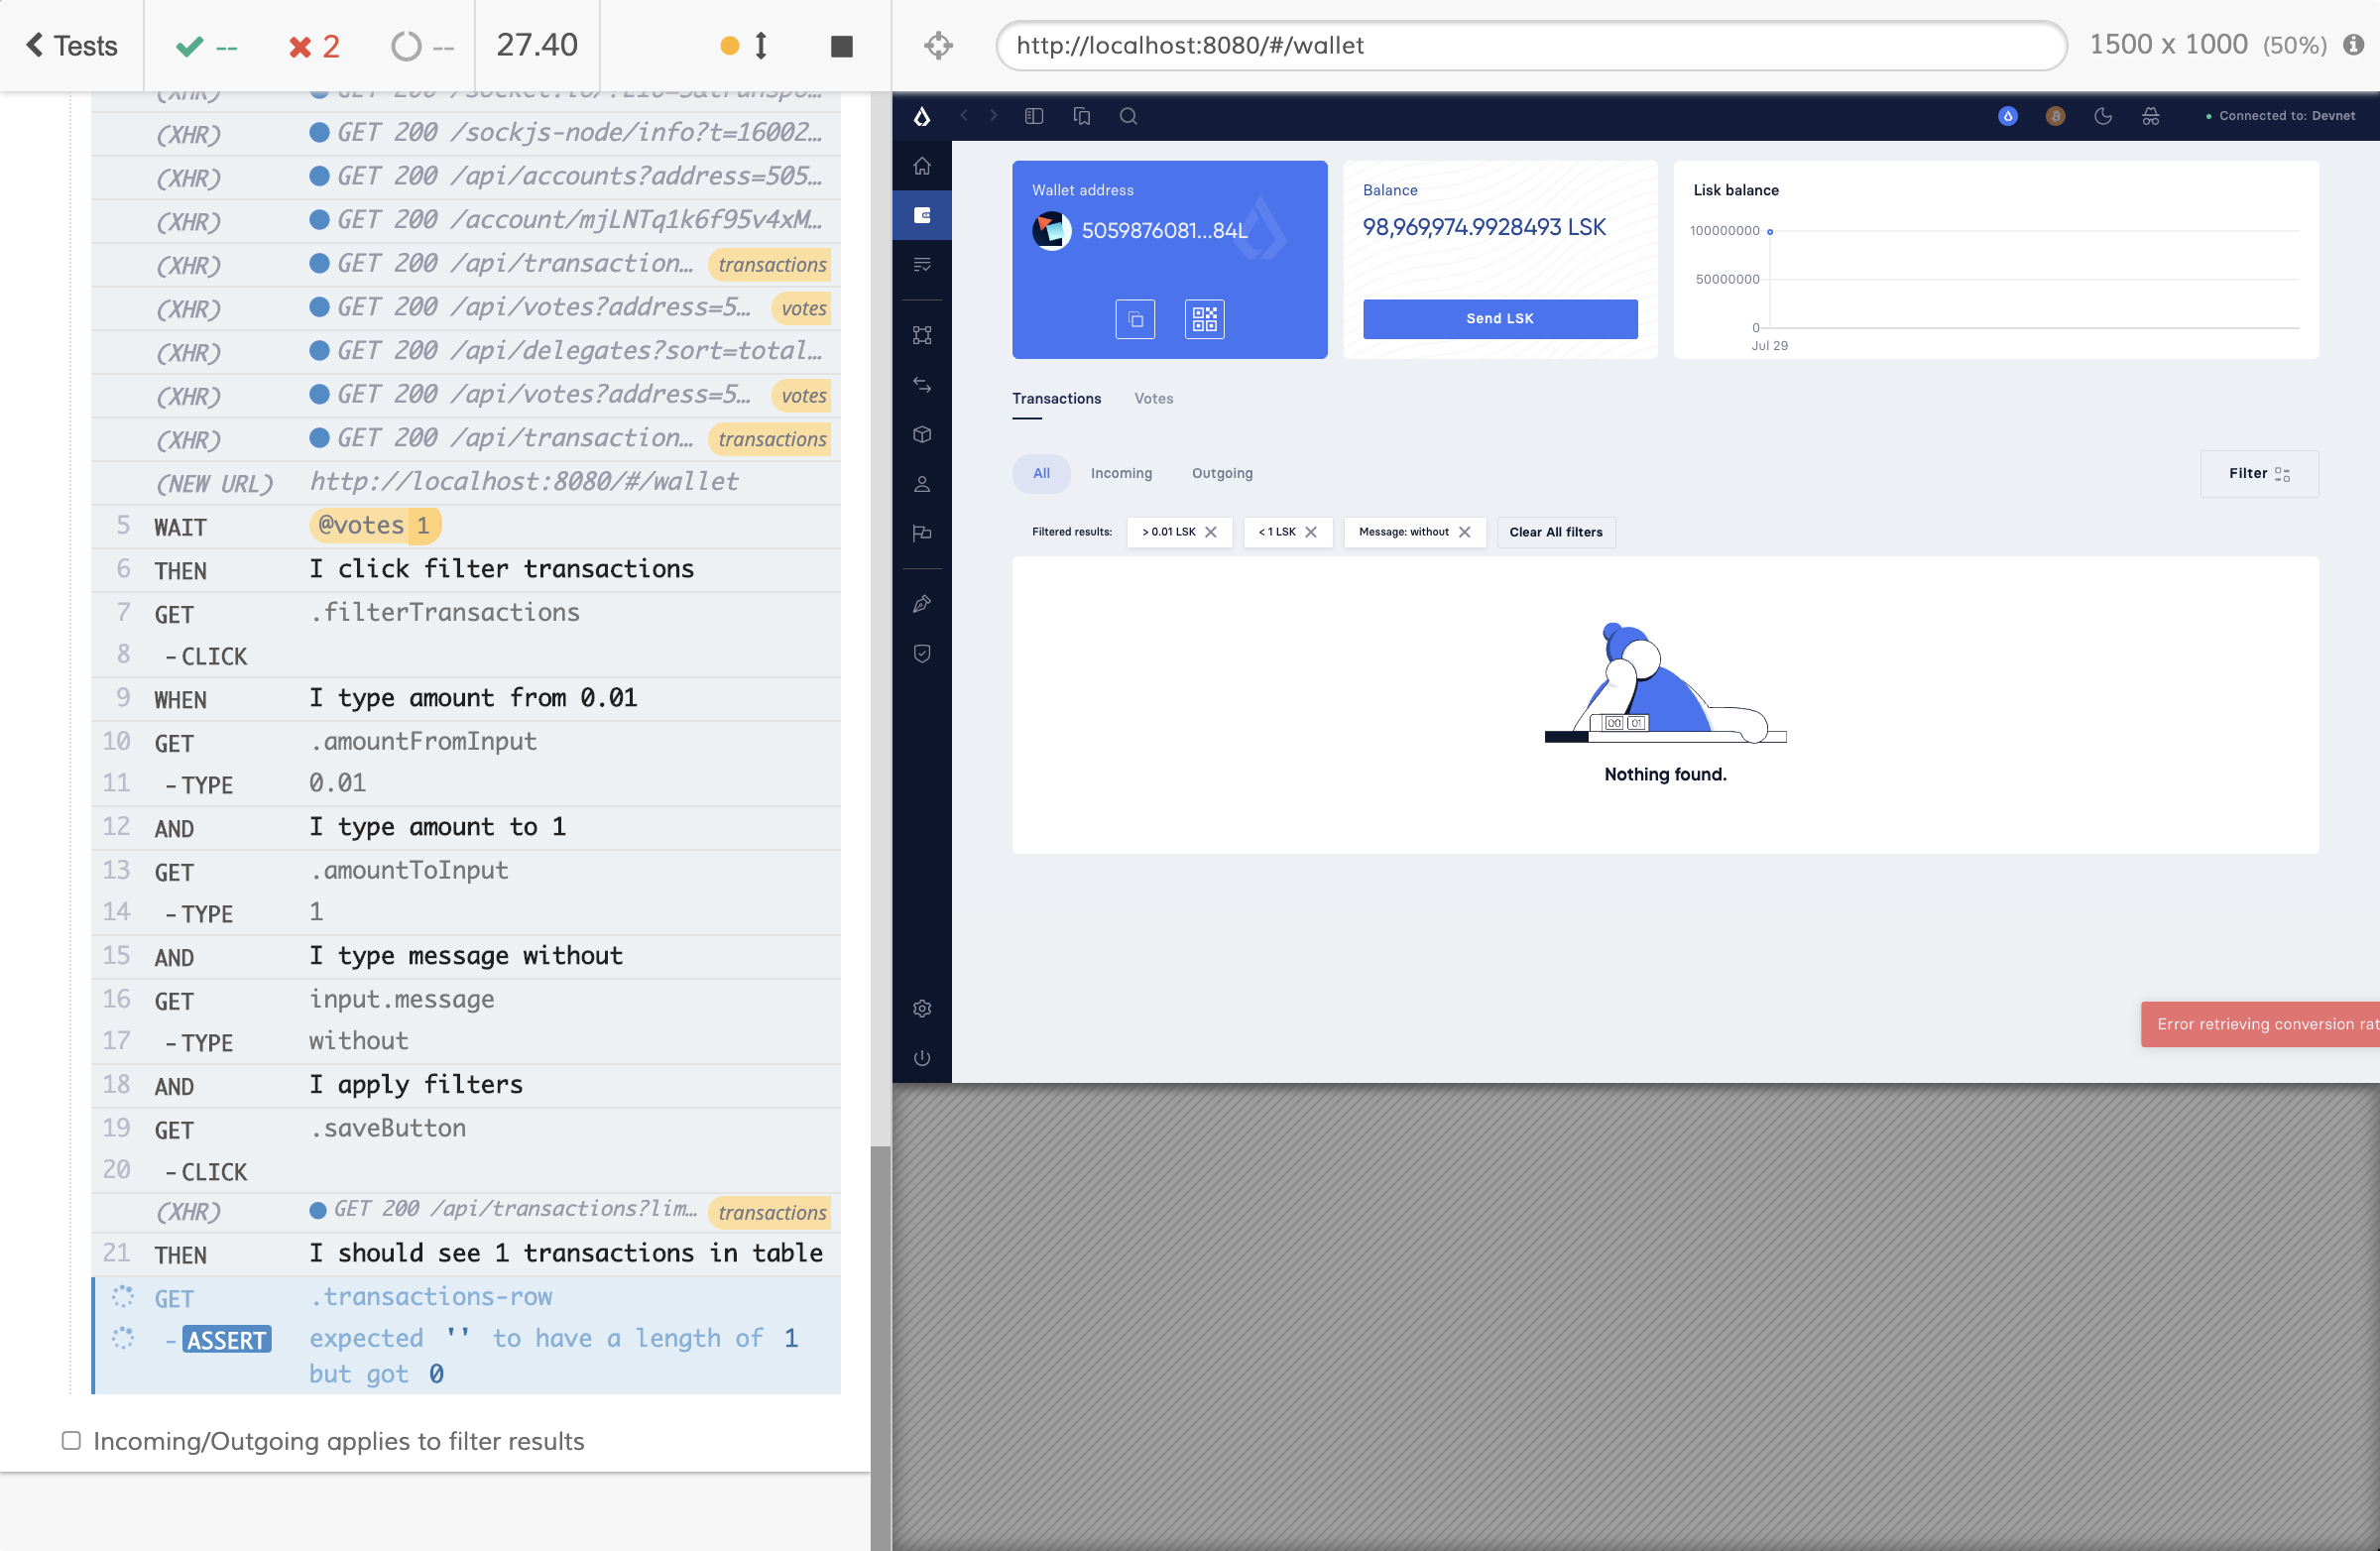 Tests
--
2
--
27.40
http://localhost:8080/#/wallet
1500 x 1000 (50%)
(XHR) GET 200 /socket.io/?EIO=3&transpo…
(XHR) GET 200 /sockjs-node/info?t=16002…
(XHR) GET 200 /api/accounts?address=505…
(XHR) GET 200 /account/mjLNTq1k6f95v4xM…
(XHR) GET 200 /api/transaction… transactions
(XHR) GET 200 /api/votes?address=5… votes
(XHR) GET 200 /api/delegates?sort=total…
(XHR) GET 200 /api/votes?address=5… votes
(XHR) GET 200 /api/transaction… transactions
(NEW URL) http://localhost:8080/#/wallet
5 WAIT @votes 1
6 THEN I click filter transactions
7 GET .filterTransactions
8 -CLICK
9 WHEN I type amount from 0.01
10 GET .amountFromInput
11 -TYPE 0.01
12 AND I type amount to 1
13 GET .amountToInput
14 -TYPE 1
15 AND I type message without
16 GET input.message
17 -TYPE without
18 AND I apply filters
19 GET .saveButton
20 -CLICK
(XHR) GET 200 /api/transactions?lim… transactions
21 THEN I should see 1 transactions in table
GET .transactions-row
-ASSERT expected '' to have a length of 1
but got 0
Incoming/Outgoing applies to filter results
Connected to: Devnet
Wallet address
5059876081...84L
Balance
98,969,974.9928493 LSK
Send LSK
Lisk balance
100000000
50000000
0
Jul 29
Transactions Votes
All Incoming Outgoing
Filter
Filtered results: > 0.01 LSK < 1 LSK Message: without Clear All filters
00 01
Nothing found.
Error retrieving conversion rat